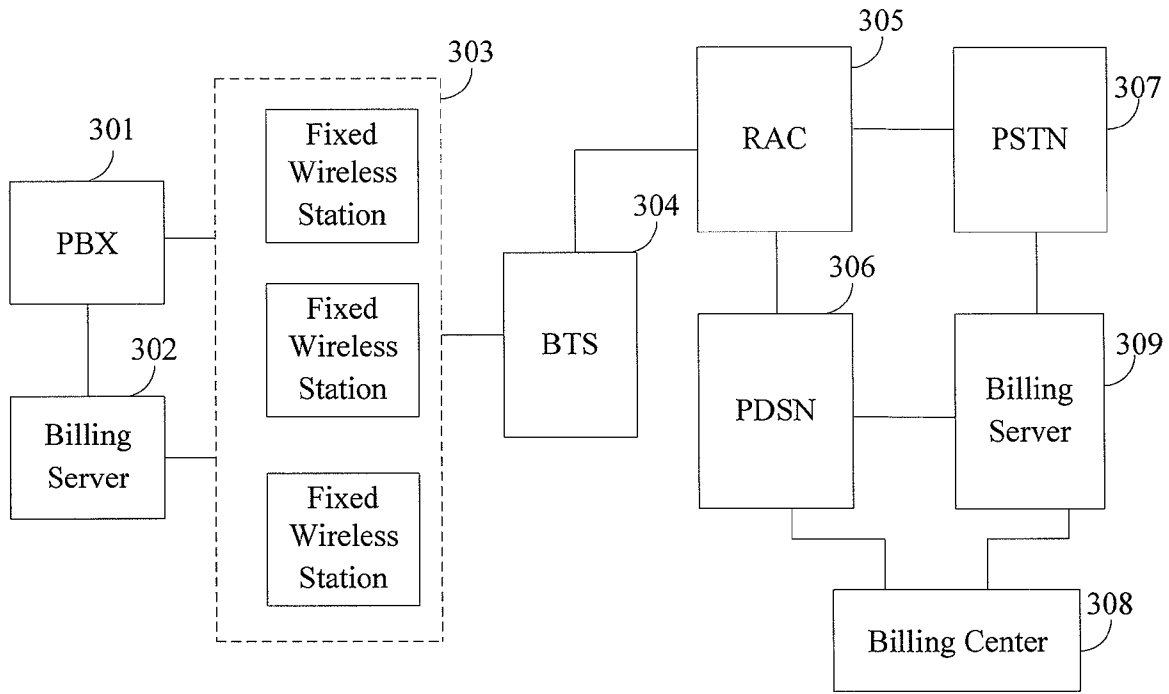 301
PBX
302
Billing
Server
303
Fixed
Wireless
Station
Fixed
Wireless
Station
Fixed
Wireless
Station
304
BTS
305
RAC
306
PDSN
307
PSTN
309
Billing
Server
308
Billing Center